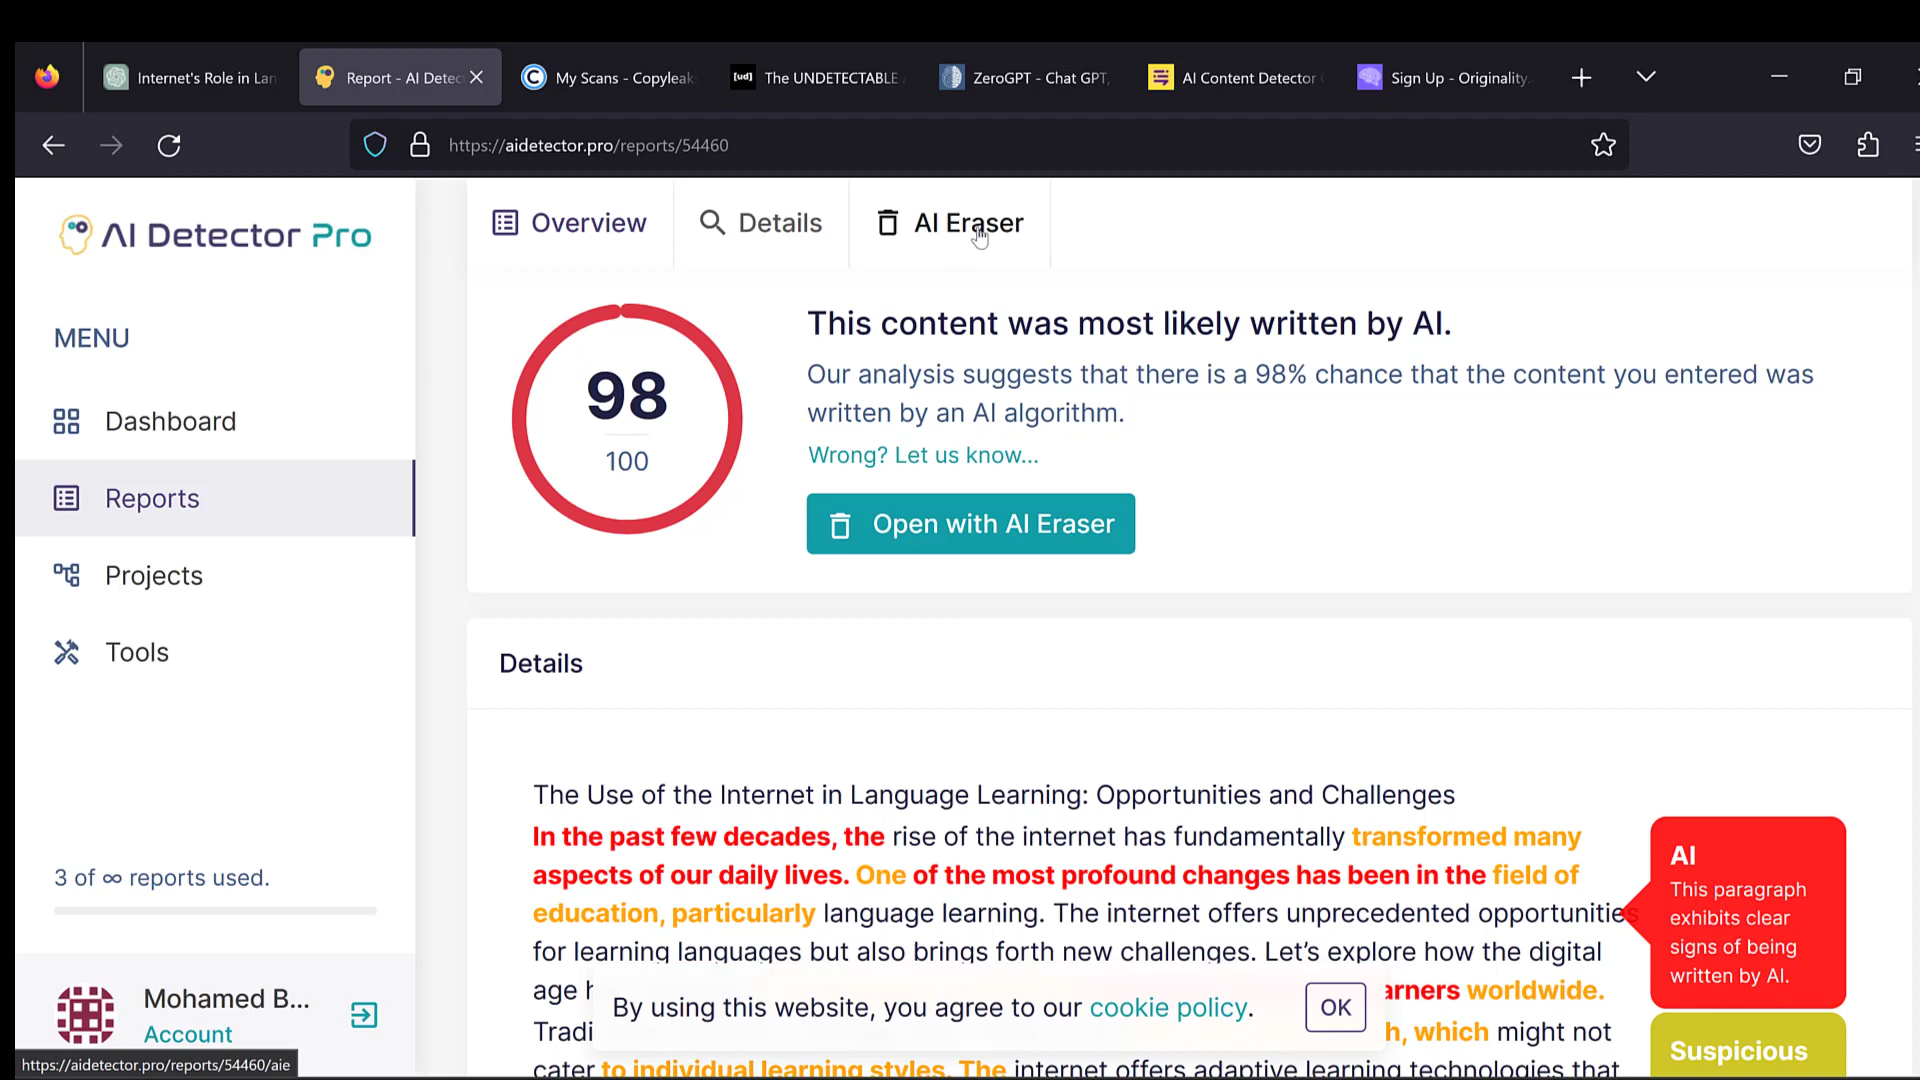 Internet's Role in Lan
Report - AI Detec
My Scans - Copyleaks
[ud] The UNDETECTABLE A
ZeroGPT - Chat GPT,
AI Content Detector
Sign Up - Originality.
https://aidetector.pro/reports/54460
AI Detector Pro
MENU
Dashboard
Reports
Projects
Tools
3 of ∞ reports used.
Mohamed B...
Account
https://aidetector.pro/reports/54460/aie
Overview
Details
AI Eraser
98
100
This content was most likely written by AI.
Our analysis suggests that there is a 98% chance that the content you entered was
written by an AI algorithm.
Wrong? Let us know...
Open with AI Eraser
Details
The Use of the Internet in Language Learning: Opportunities and Challenges
In the past few decades, the rise of the internet has fundamentally transformed many
aspects of our daily lives. One of the most profound changes has been in the field of
education, particularly language learning. The internet offers unprecedented opportunities
for learning languages but also brings forth new challenges. Let's explore how the digital
age h
arners worldwide.
Tradi
h, which might not
cater to individual learning styles. The internet offers adaptive learning technologies that
By using this website, you agree to our cookie policy.
OK
AI
This paragraph
exhibits clear
signs of being
written by AI.
Suspicious